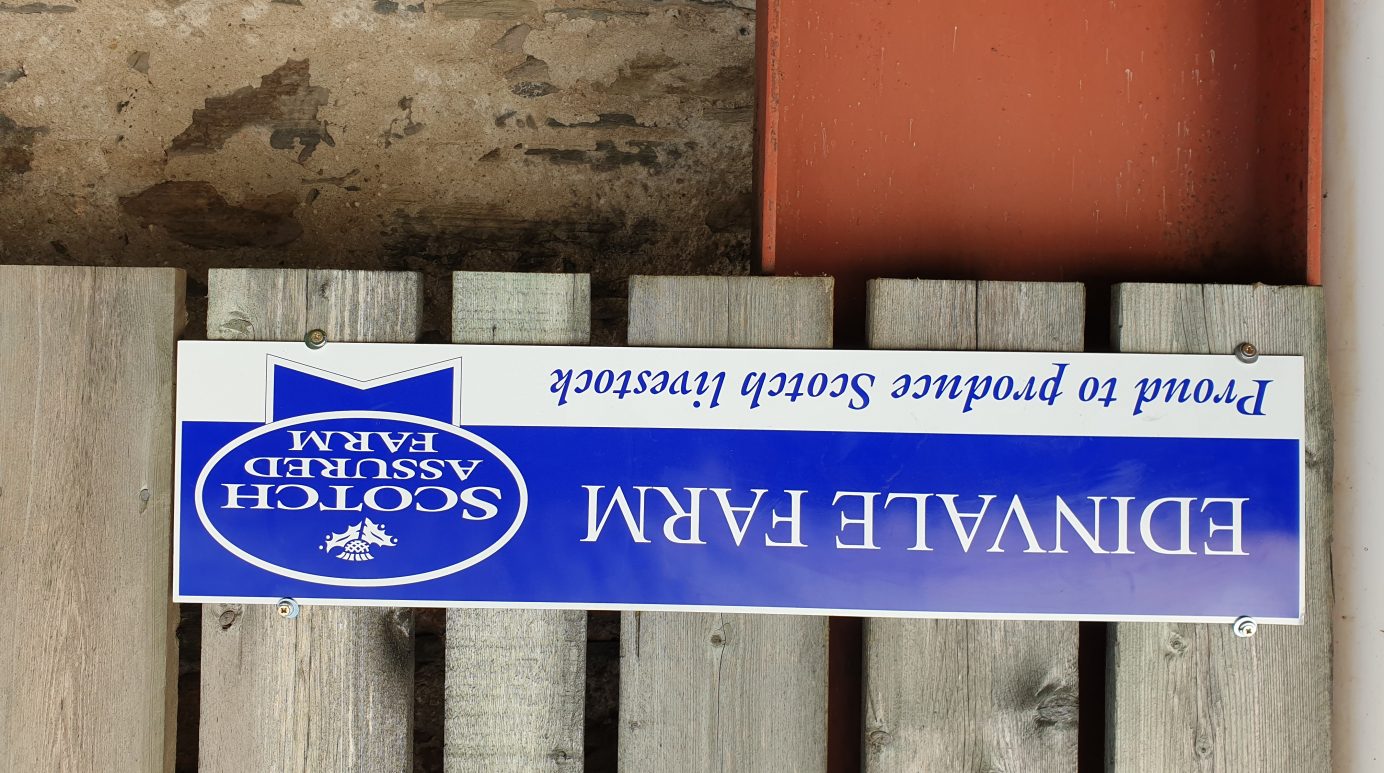 EDINVALE FARM
Proud to produce Scotch livestock
SCOTCH
ASSURED
FARM